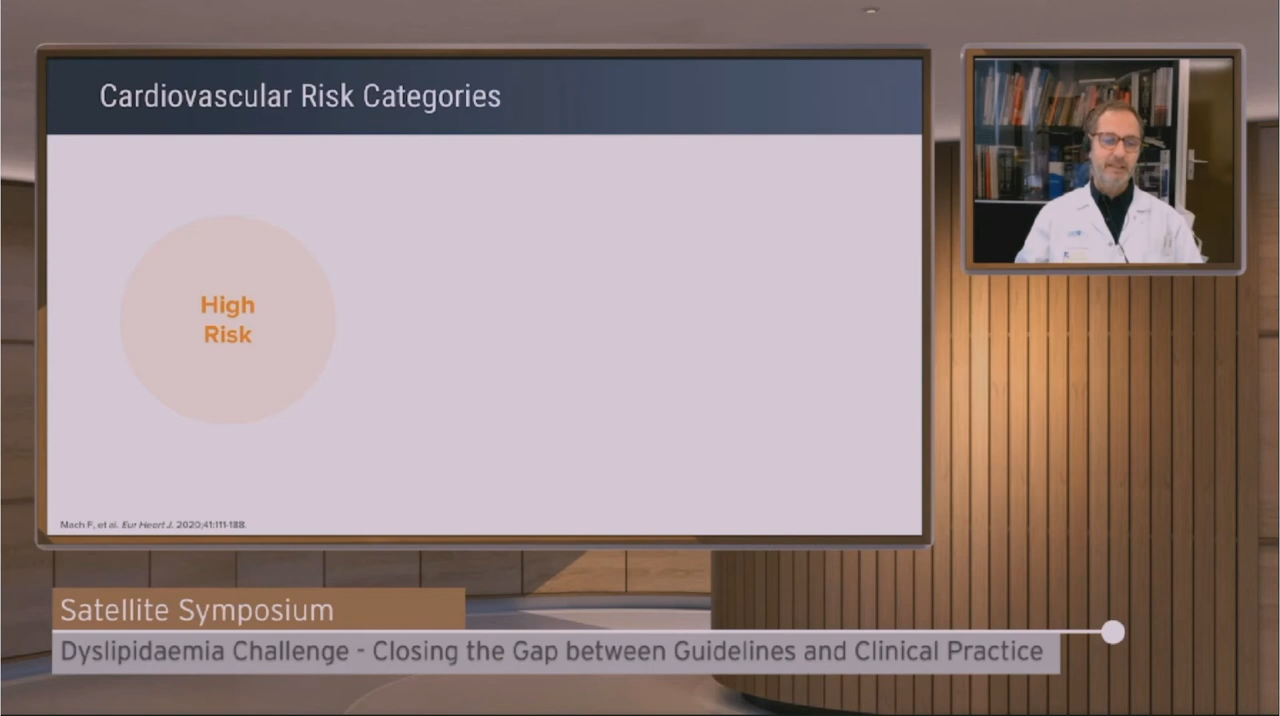 Cardiovascular Risk Categories
High
Risk
Mach F, et al. Eur Heart J. 2020;41:111-188.
Satellite Symposium
Dyslipidaemia Challenge - Closing the Gap between Guidelines and Clinical Practice